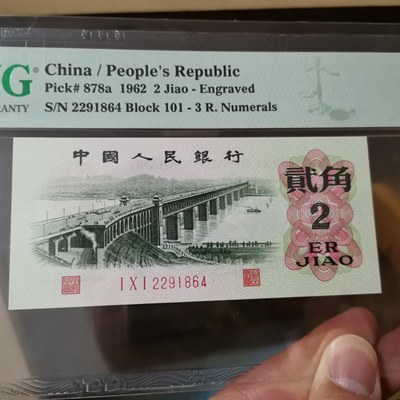 China / People's Republic
Pick# 878a 1962 2 Jiao - Engraved
S/N 2291864 Block 101 - 3 R. Numerals
中國人民銀行
貳角
2
ER
JIAO
I X I 2291864